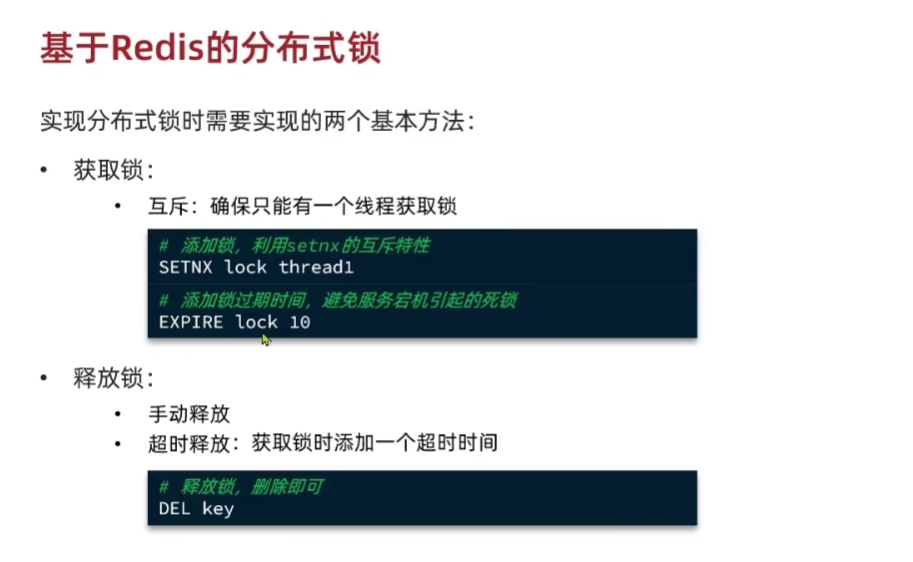 基于Redis的分布式锁
实现分布式锁时需要实现的两个基本方法：
• 获取锁：
• 互斥：确保只能有一个线程获取锁
# 添加锁，利用setnx的互斥特性
SETNX lock thread1
# 添加锁过期时间，避免服务宕机引起的死锁
EXPIRE lock 10
• 释放锁：
• 手动释放
• 超时释放：获取锁时添加一个超时时间
# 释放锁，删除即可
DEL key